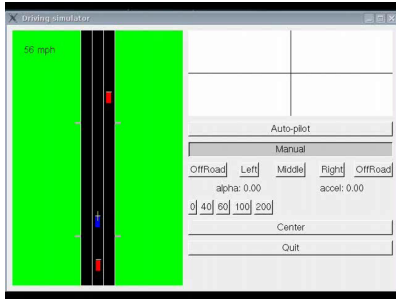 Driving simulator
56 mph
Auto-pilot
Manual
OffRoad Left Middle Right OffRoad
alpha: 0.00 accel: 0.00
0 40 60 100 200
Center
Quit